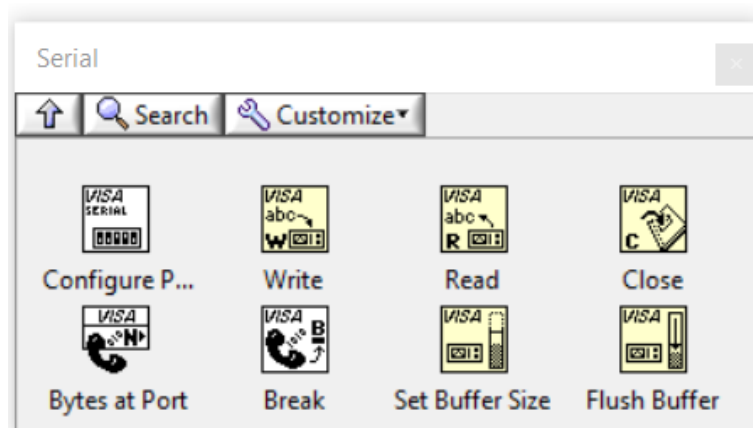 Serial
Search Customize
VISA SERIAL
VISA abc W
VISA abc R
VISA C
Configure P... Write Read Close
VISA N
VISA B
VISA
VISA
Bytes at Port Break Set Buffer Size Flush Buffer